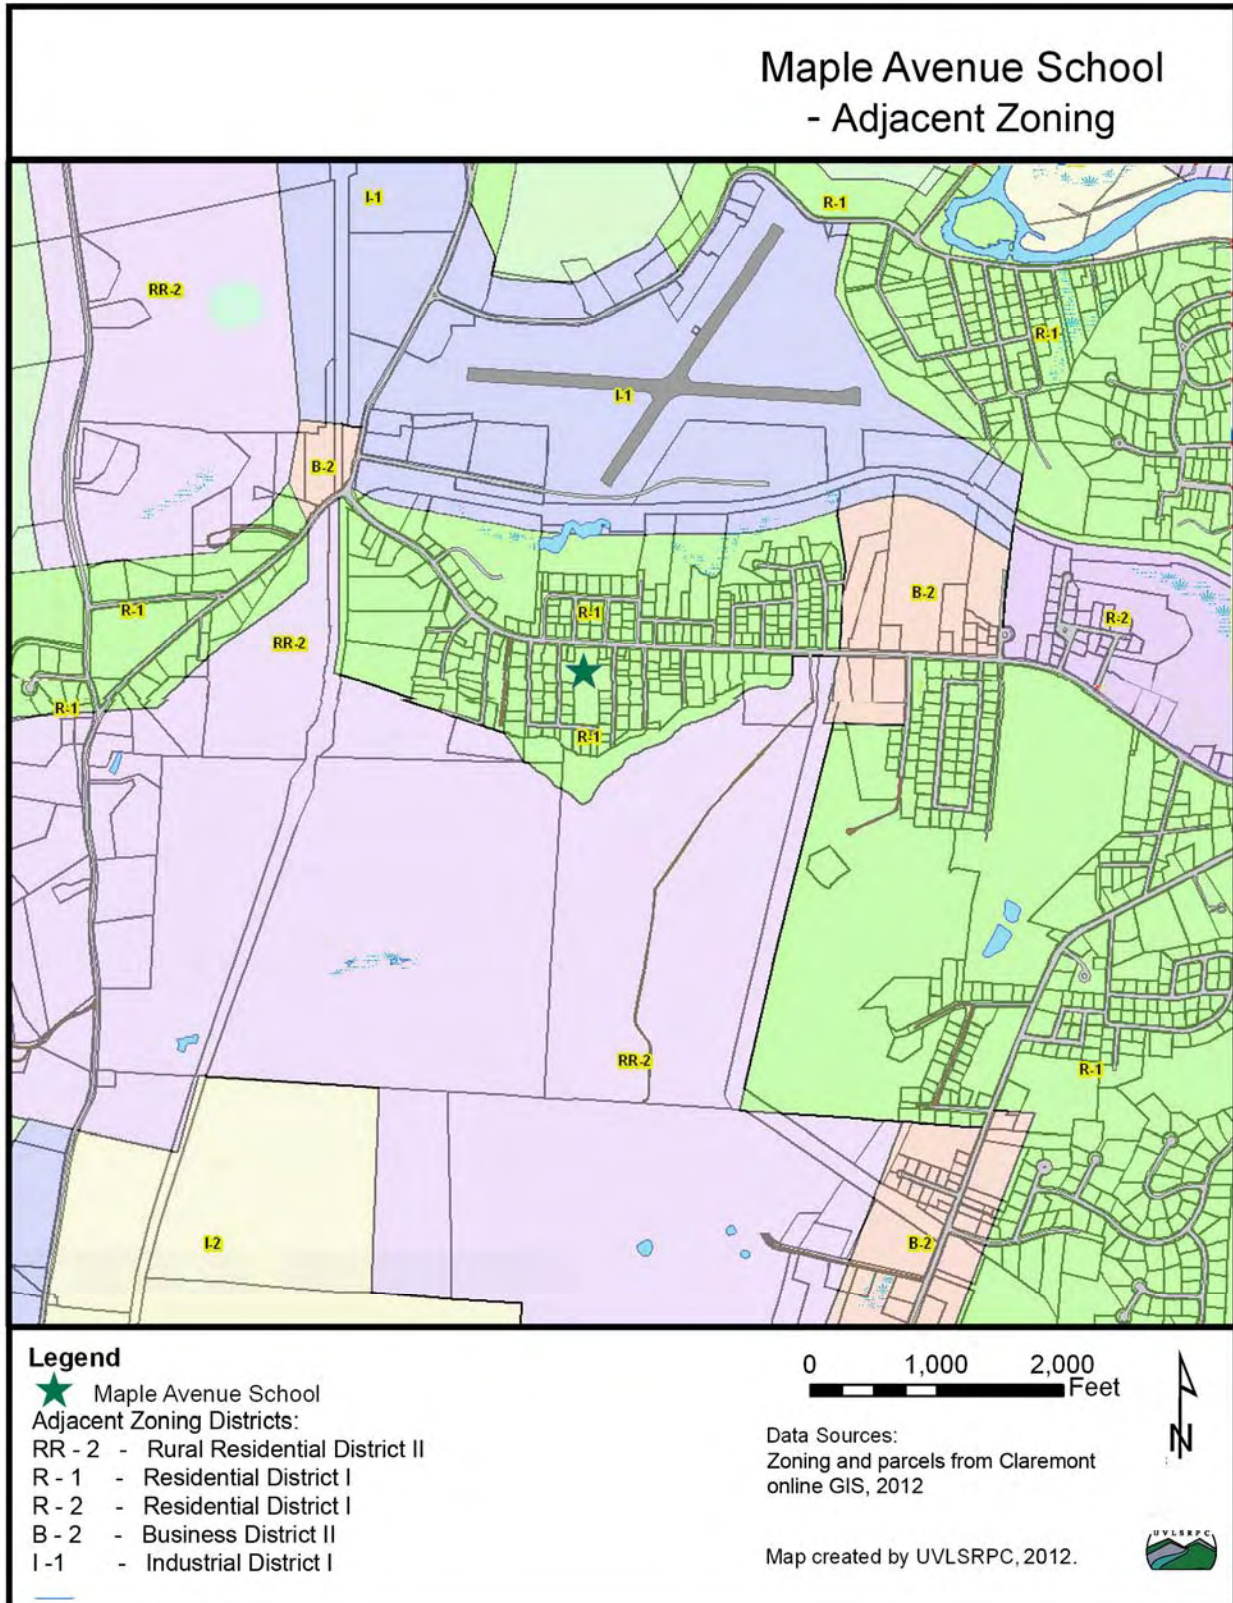 Maple Avenue School
- Adjacent Zoning
I-1
R-1
RR-2
R-1
I-1
B-2
B-2
R-1
R-1
R-2
RR-2
R-1
R-1
RR-2
R-1
I-2
B-2
Legend
Maple Avenue School
Adjacent Zoning Districts:
RR - 2 - Rural Residential District II
R - 1 - Residential District I
R - 2 - Residential District I
B - 2 - Business District II
I -1 - Industrial District I
0 1,000 2,000
Feet
N
Data Sources:
Zoning and parcels from Claremont
online GIS, 2012
Map created by UVLSRPC, 2012.
UVLSRPC